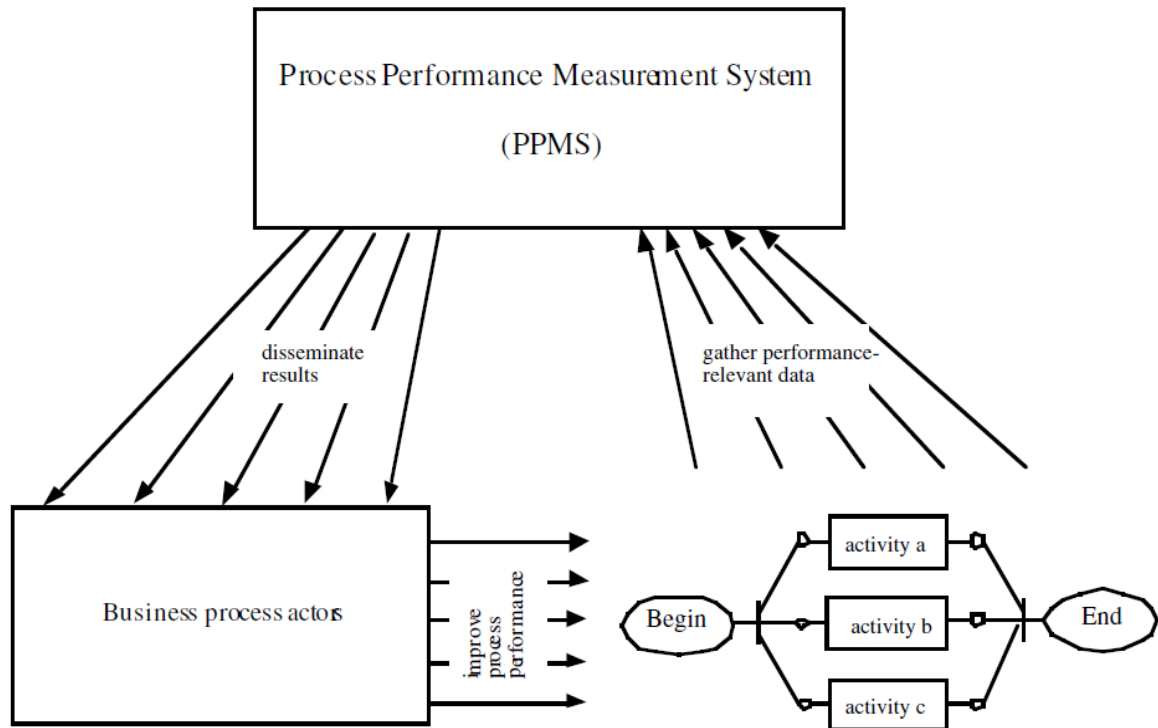 Process Performance Measurement System
(PPMS)
disseminate
results
gather performance-
relevant data
Business process actors
improve
process
performance
Begin
activity a
activity b
activity c
End